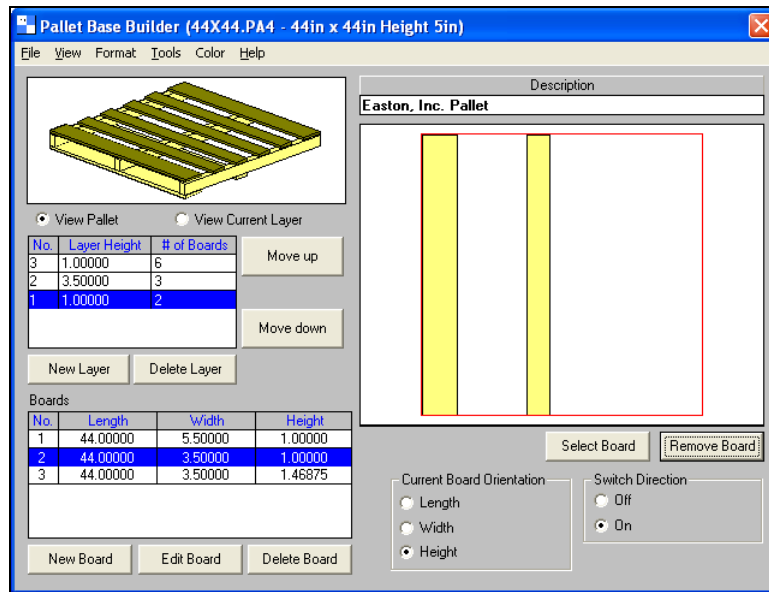 Pallet Base Builder (44X44.PA4 - 44in x 44in Height 5in)
File View Format Tools Color Help
Description
Easton, Inc. Pallet
View Pallet View Current Layer
No. Layer Height # of Boards
3 1.00000 6
2 3.50000 3
1 1.00000 2
Move up
Move down
New Layer Delete Layer
Boards
No. Length Width Height
1 44.00000 5.50000 1.00000
2 44.00000 3.50000 1.00000
3 44.00000 3.50000 1.46875
New Board Edit Board Delete Board
Select Board Remove Board
Current Board Orientation
Length
Width
Height
Switch Direction
Off
On